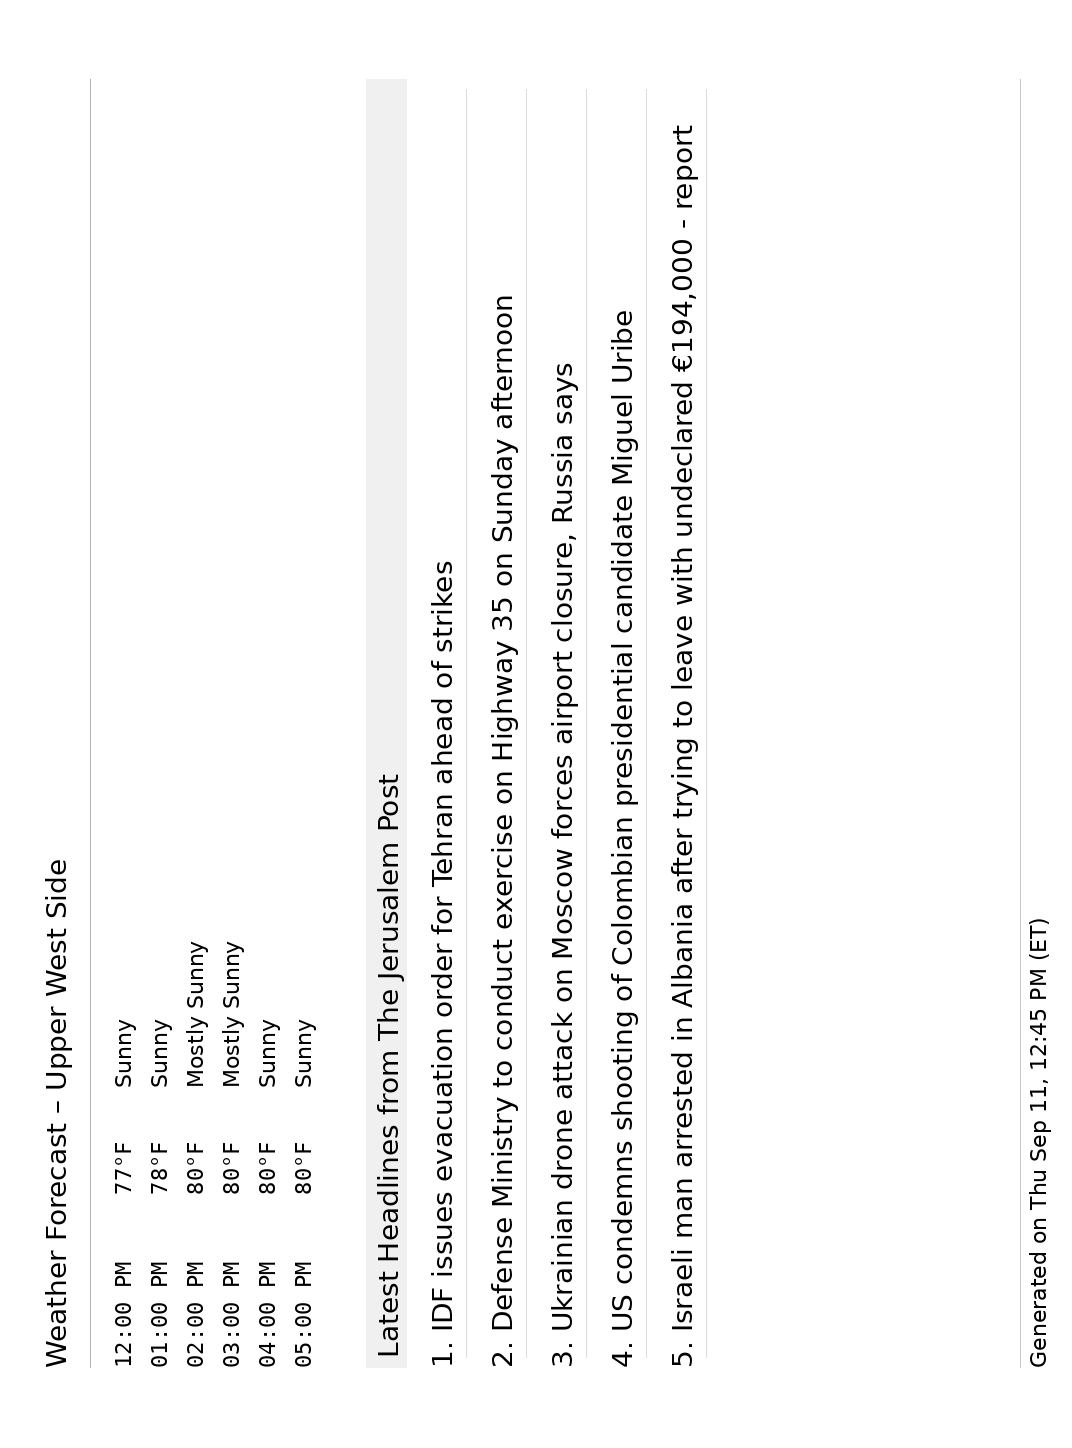 Weather Forecast – Upper West Side
12:00 PM 77°F Sunny
01:00 PM 78°F Sunny
02:00 PM 80°F Mostly Sunny
03:00 PM 80°F Mostly Sunny
04:00 PM 80°F Sunny
05:00 PM 80°F Sunny
Latest Headlines from The Jerusalem Post
1. IDF issues evacuation order for Tehran ahead of strikes
2. Defense Ministry to conduct exercise on Highway 35 on Sunday afternoon
3. Ukrainian drone attack on Moscow forces airport closure, Russia says
4. US condemns shooting of Colombian presidential candidate Miguel Uribe
5. Israeli man arrested in Albania after trying to leave with undeclared €194,000 - report
Generated on Thu Sep 11, 12:45 PM (ET)